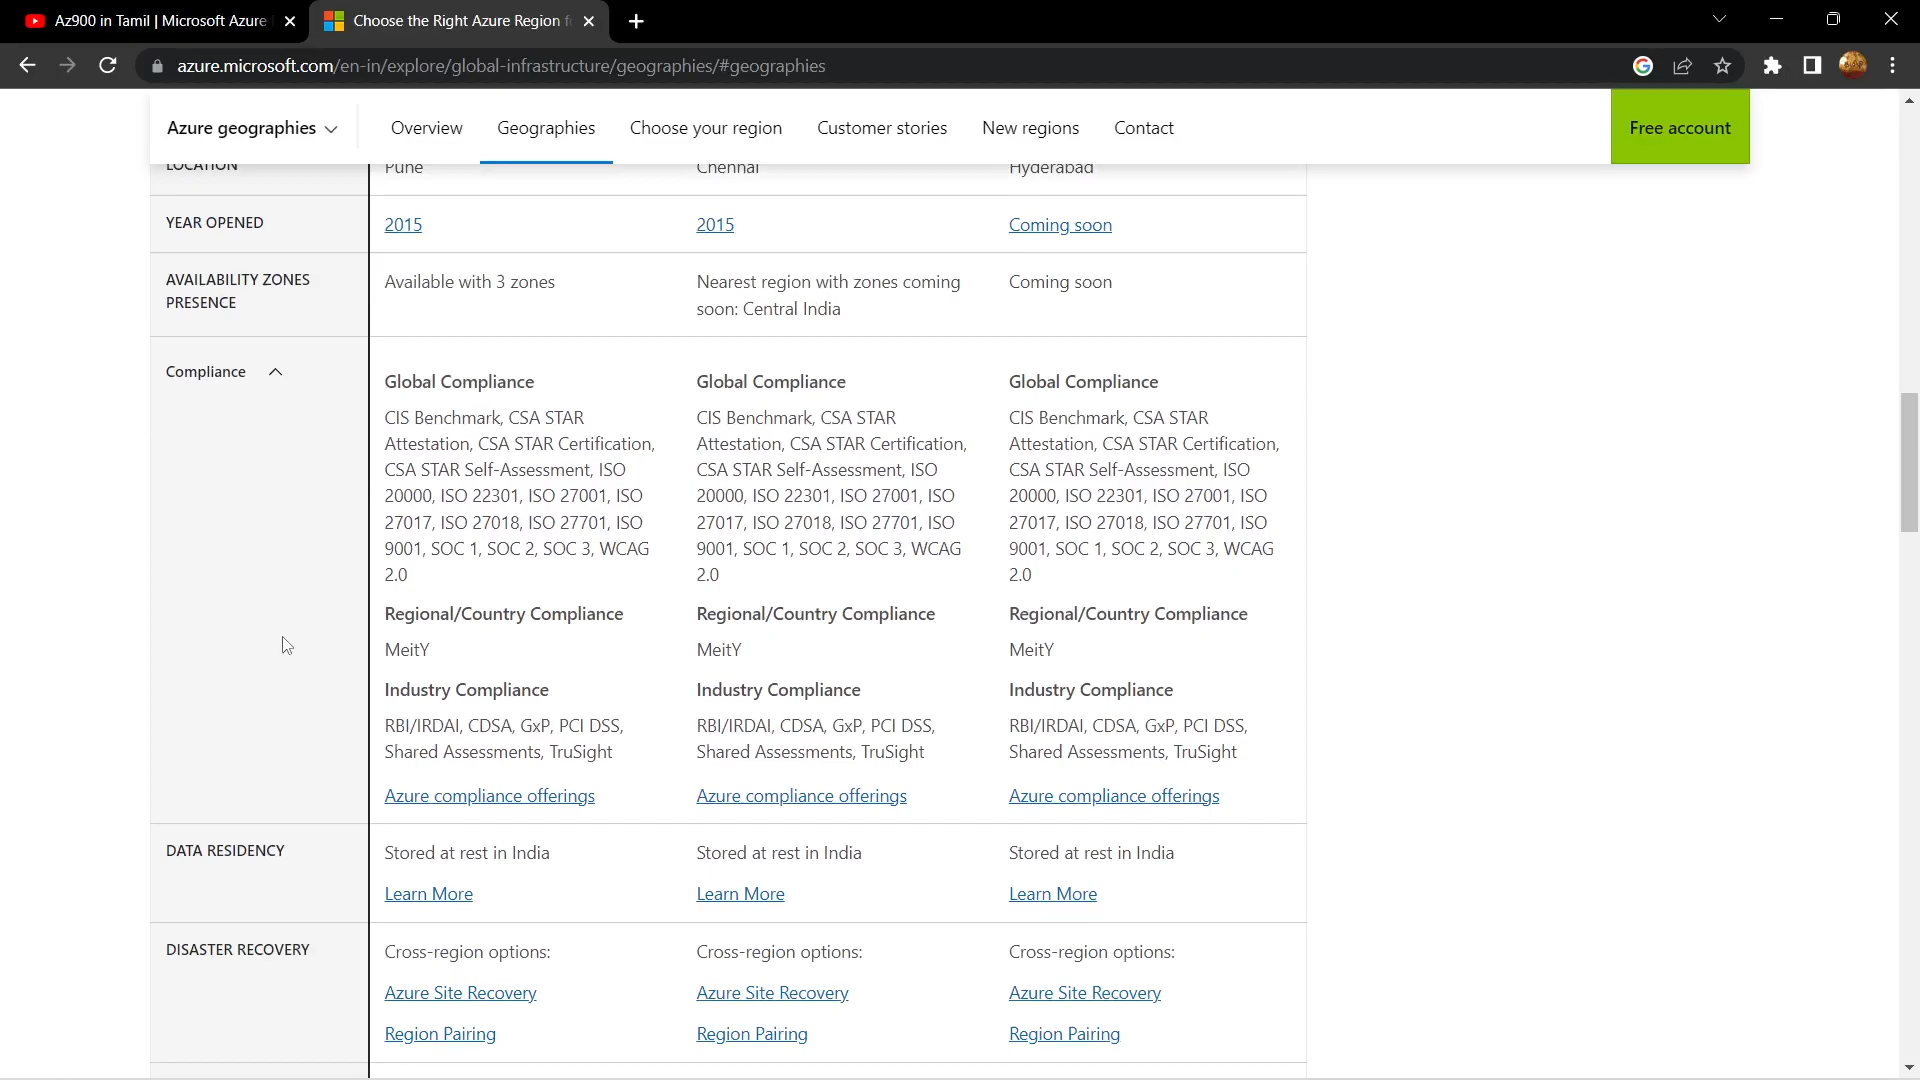 Az900 in Tamil | Microsoft Azure
Choose the Right Azure Region f
azure.microsoft.com/en-in/explore/global-infrastructure/geographies/#geographies
Azure geographies
Overview
Geographies
Choose your region
Customer stories
New regions
Contact
Free account
LOCATION
Pune
Chennai
Hyderabad
YEAR OPENED
2015
2015
Coming soon
AVAILABILITY ZONES
PRESENCE
Available with 3 zones
Nearest region with zones coming
soon: Central India
Coming soon
Compliance
Global Compliance
CIS Benchmark, CSA STAR
Attestation, CSA STAR Certification,
CSA STAR Self-Assessment, ISO
20000, ISO 22301, ISO 27001, ISO
27017, ISO 27018, ISO 27701, ISO
9001, SOC 1, SOC 2, SOC 3, WCAG
2.0
Regional/Country Compliance
MeitY
Industry Compliance
RBI/IRDAI, CDSA, GxP, PCI DSS,
Shared Assessments, TruSight
Azure compliance offerings
Global Compliance
CIS Benchmark, CSA STAR
Attestation, CSA STAR Certification,
CSA STAR Self-Assessment, ISO
20000, ISO 22301, ISO 27001, ISO
27017, ISO 27018, ISO 27701, ISO
9001, SOC 1, SOC 2, SOC 3, WCAG
2.0
Regional/Country Compliance
MeitY
Industry Compliance
RBI/IRDAI, CDSA, GxP, PCI DSS,
Shared Assessments, TruSight
Azure compliance offerings
Global Compliance
CIS Benchmark, CSA STAR
Attestation, CSA STAR Certification,
CSA STAR Self-Assessment, ISO
20000, ISO 22301, ISO 27001, ISO
27017, ISO 27018, ISO 27701, ISO
9001, SOC 1, SOC 2, SOC 3, WCAG
2.0
Regional/Country Compliance
MeitY
Industry Compliance
RBI/IRDAI, CDSA, GxP, PCI DSS,
Shared Assessments, TruSight
Azure compliance offerings
DATA RESIDENCY
Stored at rest in India
Learn More
Stored at rest in India
Learn More
Stored at rest in India
Learn More
DISASTER RECOVERY
Cross-region options:
Azure Site Recovery
Region Pairing
Cross-region options:
Azure Site Recovery
Region Pairing
Cross-region options:
Azure Site Recovery
Region Pairing